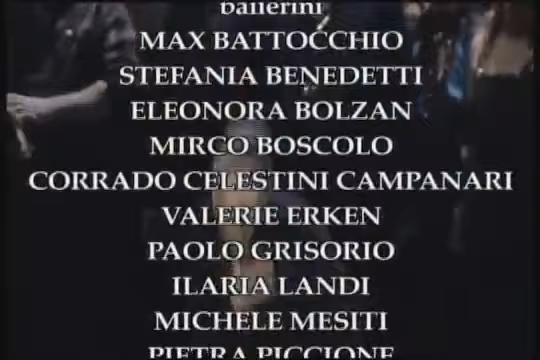 ballerini
MAX BATTOCCHIO
STEFANIA BENEDETTI
ELEONORA BOLZAN
MIRCO BOSCOLO
CORRADO CELESTINI CAMPANARI
VALERIE ERKEN
PAOLO GRISORIO
ILARIA LANDI
MICHELE MESITI
PIETRA PICCIONE